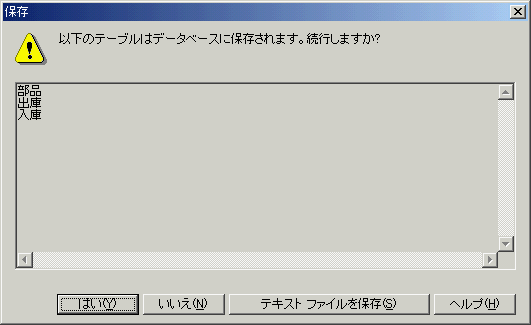 保存
以下のテーブルはデータベースに保存されます。続行しますか?
部品
出庫
入庫
はい(Y) いいえ(N) テキスト ファイルを保存(S) ヘルプ(H)